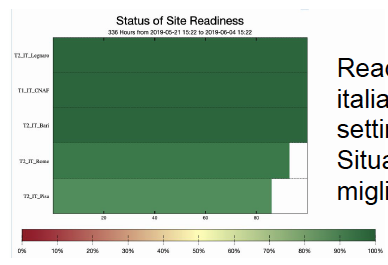 Status of Site Readiness
336 Hours from 2019-05-21 15:22 to 2019-06-04 15:22
T2_IT_Legnaro
T1_IT_CNAF
T2_IT_Bari
T2_IT_Rome
T2_IT_Pisa
20 40 60 80
0% 10% 20% 30% 40% 50% 60% 70% 80% 90% 100%
Read
italia
setti
Situa
migli